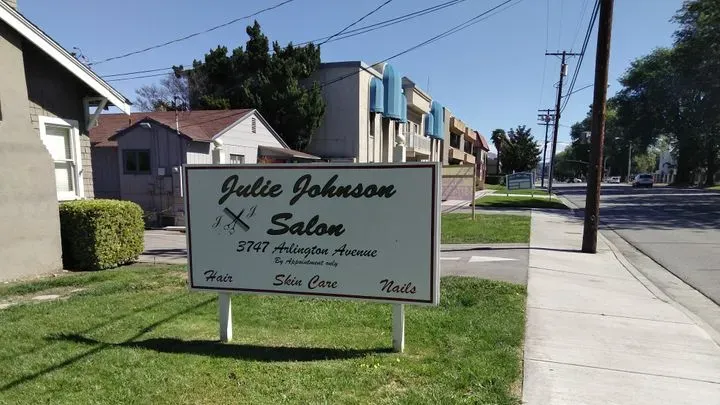 Julie Johnson
J J
Salon
3747 Arlington Avenue
By Appointment only
Hair Skin Care Nails